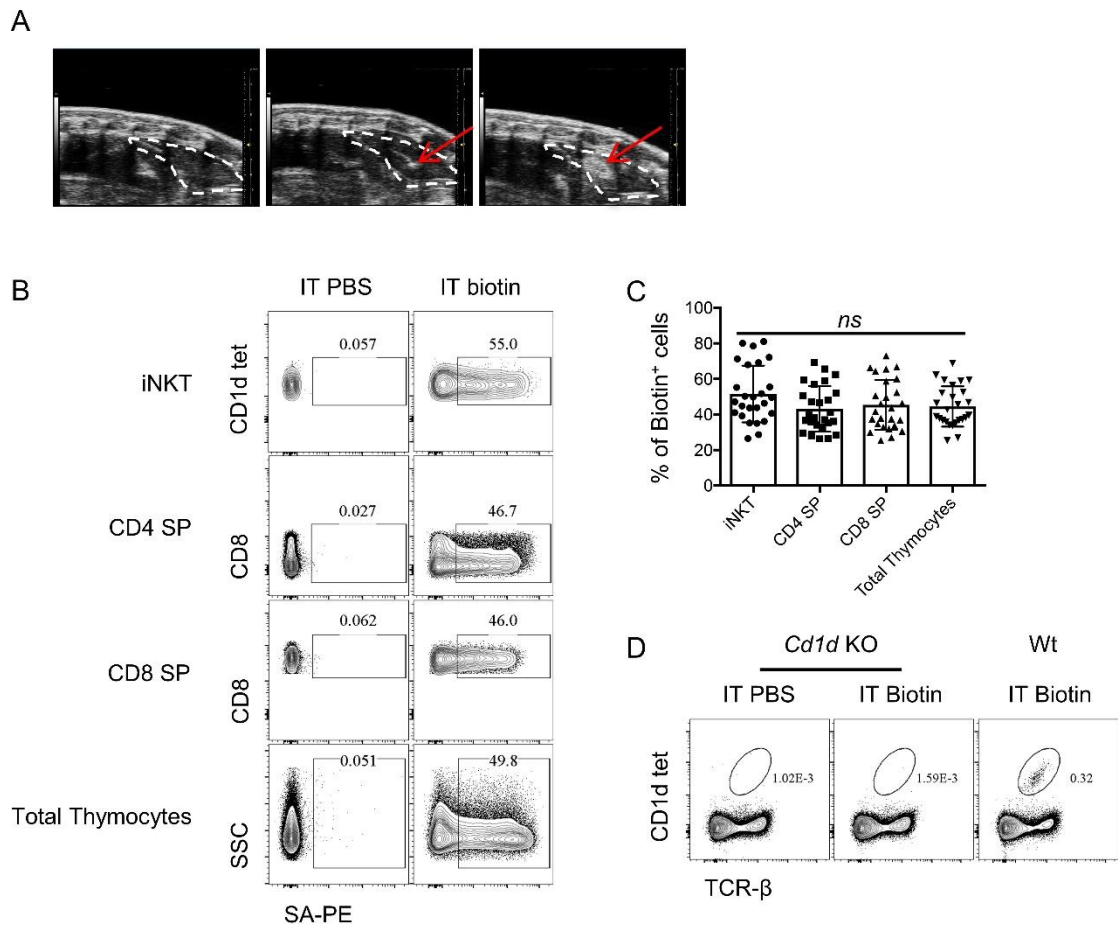 A
B
IT PBS
IT biotin
iNKT
CD1d tet
0.057
55.0
CD4 SP
CD8
0.027
46.7
CD8 SP
CD8
0.062
46.0
Total Thymocytes
SSC
0.051
49.8
SA-PE
C
% of Biotin+ cells
100
80
60
40
20
0
ns
iNKT
CD4 SP
CD8 SP
Total Thymocytes
D
Cd1d KO
Wt
IT PBS
IT Biotin
IT Biotin
CD1d tet
1.02E-3
1.59E-3
0.32
TCR-β